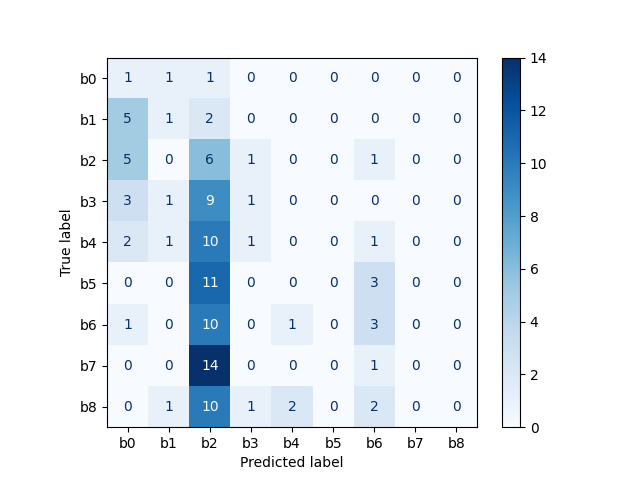 b0 1 1 1 0 0 0 0 0 0
b1 5 1 2 0 0 0 0 0 0
b2 5 0 6 1 0 0 1 0 0
b3 3 1 9 1 0 0 0 0 0
b4 2 1 10 1 0 0 1 0 0
b5 0 0 11 0 0 0 3 0 0
b6 1 0 10 0 1 0 3 0 0
b7 0 0 14 0 0 0 1 0 0
b8 0 1 10 1 2 0 2 0 0
b0 b1 b2 b3 b4 b5 b6 b7 b8
Predicted label
True label
14
12
10
8
6
4
2
0